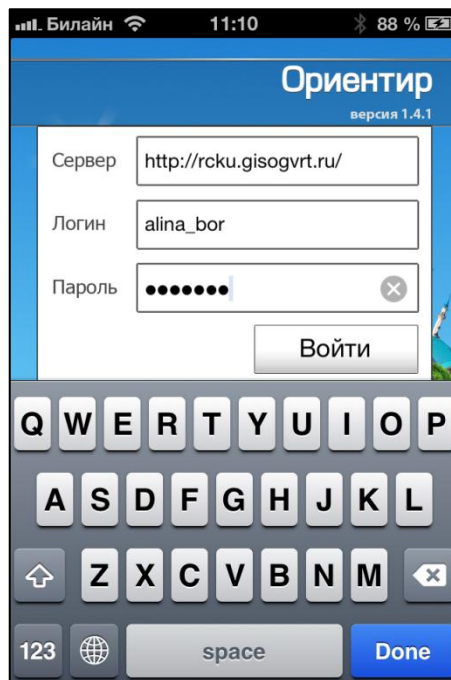 Билайн 11:10 88 %
Ориентир
версия 1.4.1
Сервер http://rcku.gisogvrt.ru/
Логин alina_bor
Пароль •••••••
Войти
Q W E R T Y U I O P
A S D F G H J K L
Z X C V B N M
123 space Done